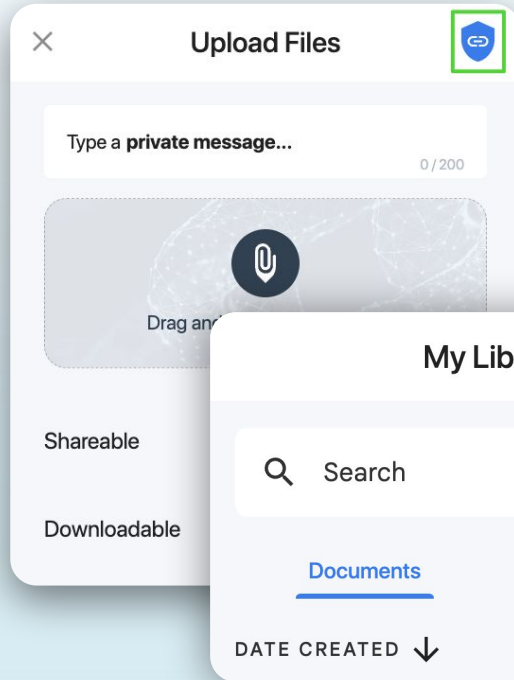 Upload Files
Type a private message...
0/200
Drag and
My Lib
Shareable
Search
Downloadable
Documents
DATE CREATED